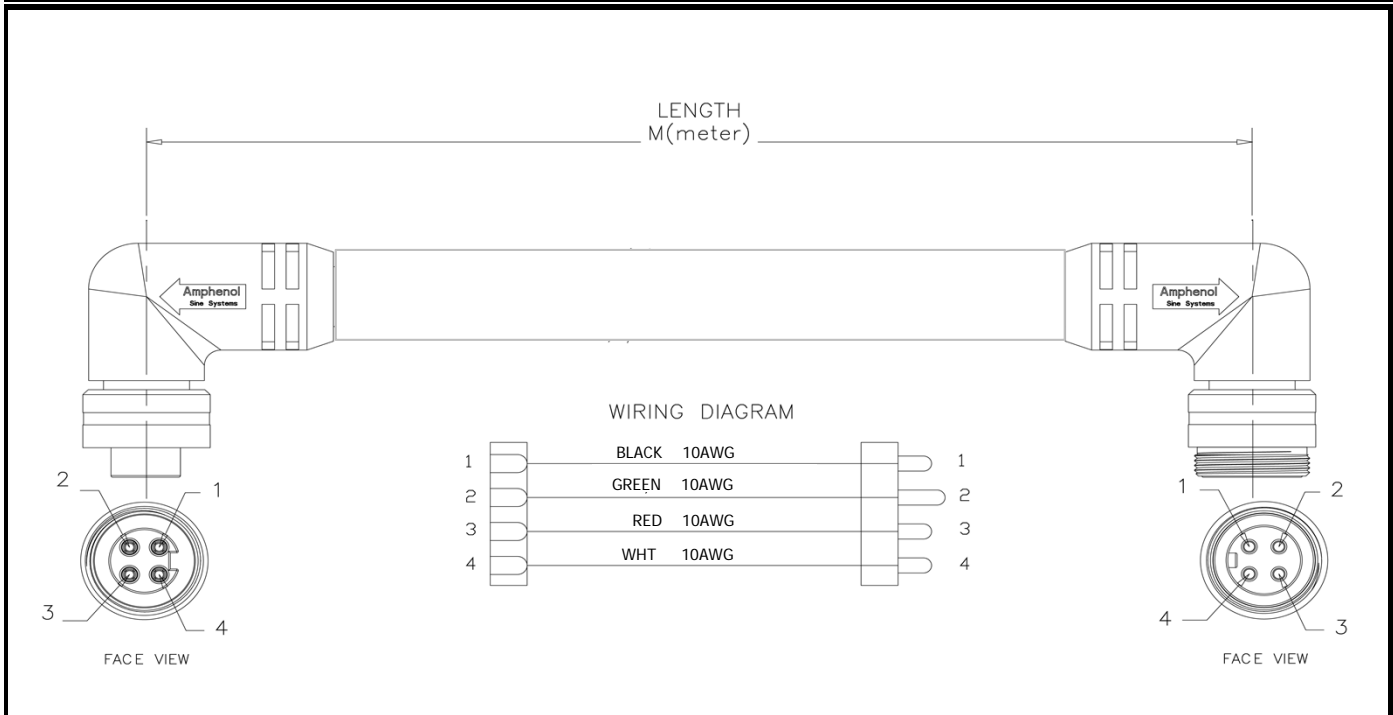 LENGTH
M(meter)
Amphenol
Sine Systems
Amphenol
Sine Systems
WIRING DIAGRAM
1 BLACK 10AWG 1
2 GREEN 10AWG 2
3 RED 10AWG 3
4 WHT 10AWG 4
2 1
3 4
FACE VIEW
1 2
4 3
FACE VIEW